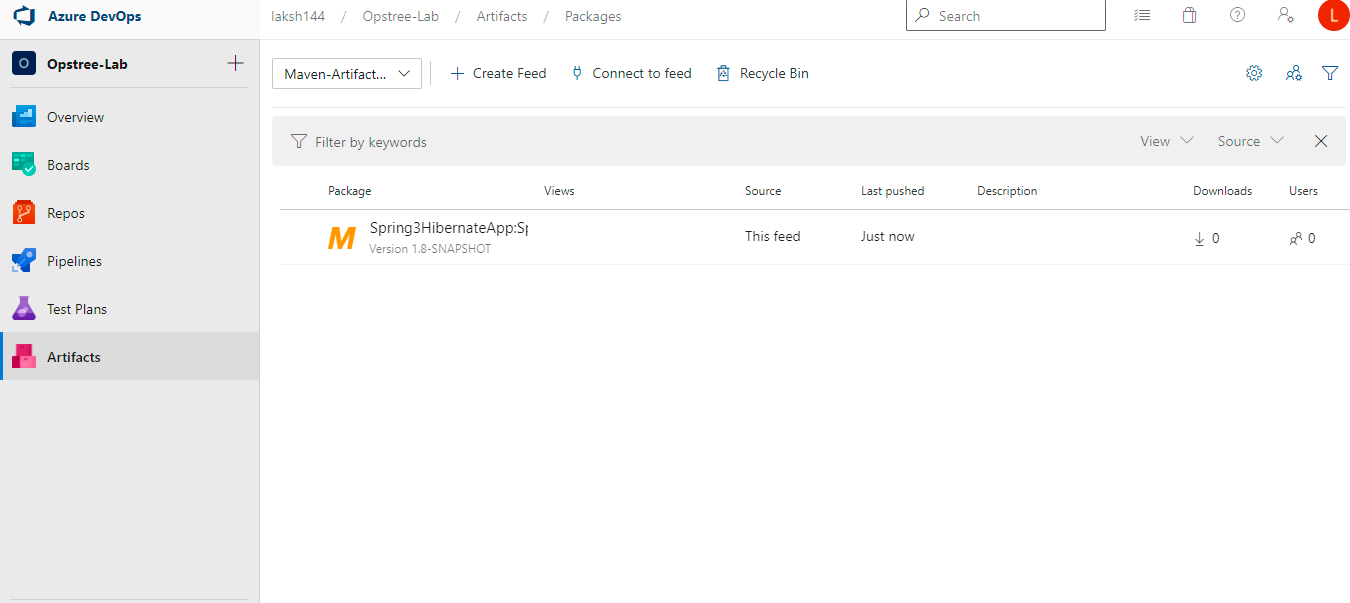 Azure DevOps
laksh144 / Opstree-Lab / Artifacts / Packages
Search
L
O
Opstree-Lab
Overview
Boards
Repos
Pipelines
Test Plans
Artifacts
Maven-Artifact...
Create Feed
Connect to feed
Recycle Bin
Filter by keywords
View
Source
Package Views Source Last pushed Description Downloads Users
M
Spring3HibernateApp:Sp
This feed Just now 0 0
Version 1.8-SNAPSHOT